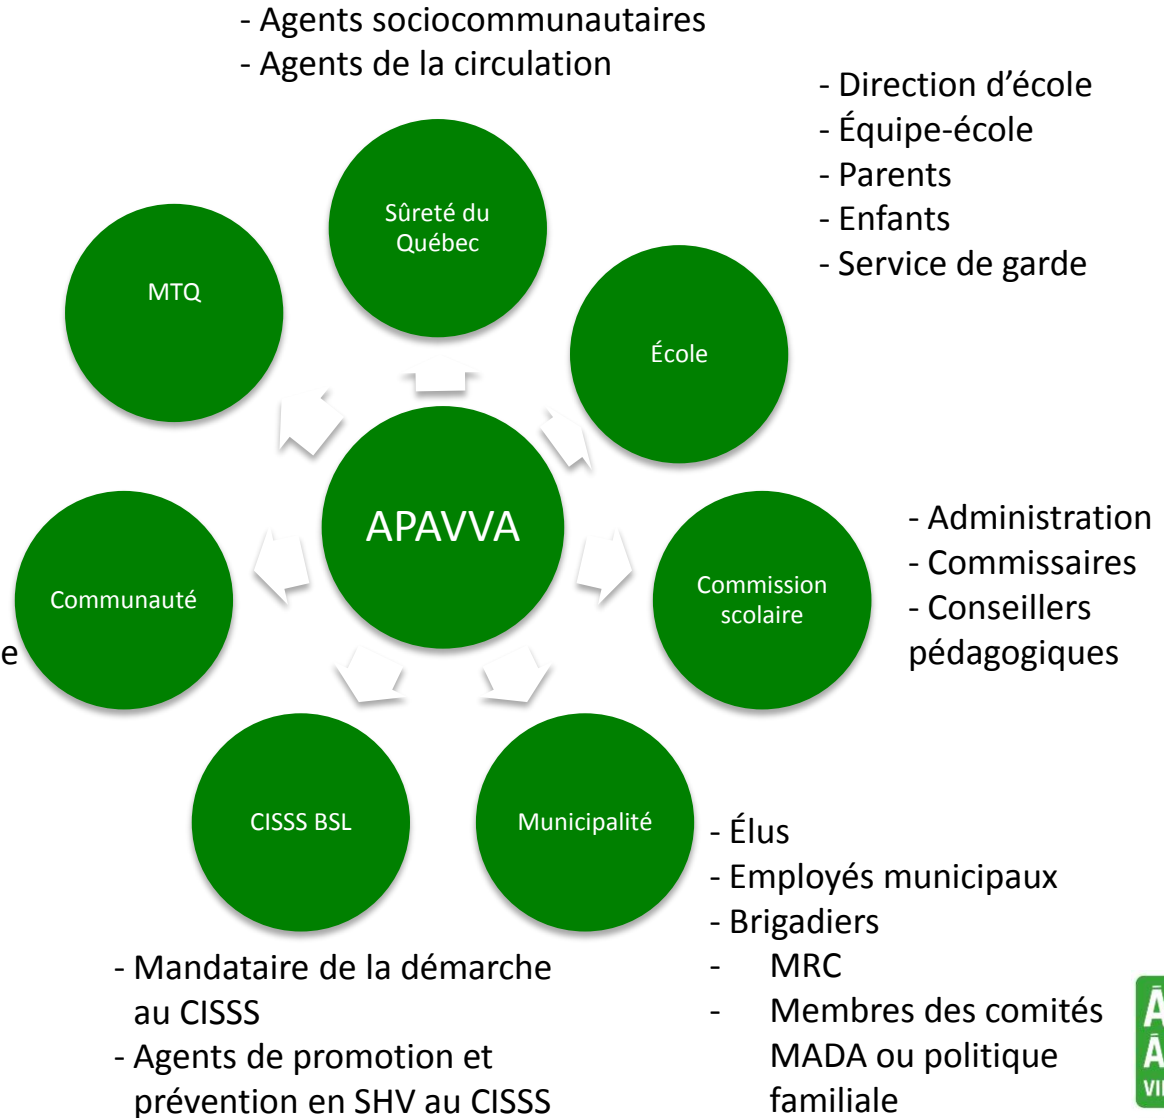 - Agents sociocommunautaires
- Agents de la circulation
- Direction d’école
- Équipe-école
- Parents
- Enfants
- Service de garde
Sûreté du
Québec
MTQ
École
APAVVA
- Administration
- Commissaires
- Conseillers
pédagogiques
Commission
scolaire
Communauté
e
CISSS BSL
Municipalité
- Élus
- Employés municipaux
- Brigadiers
- MRC
- Membres des comités
MADA ou politique
familiale
- Mandataire de la démarche
au CISSS
- Agents de promotion et
prévention en SHV au CISSS